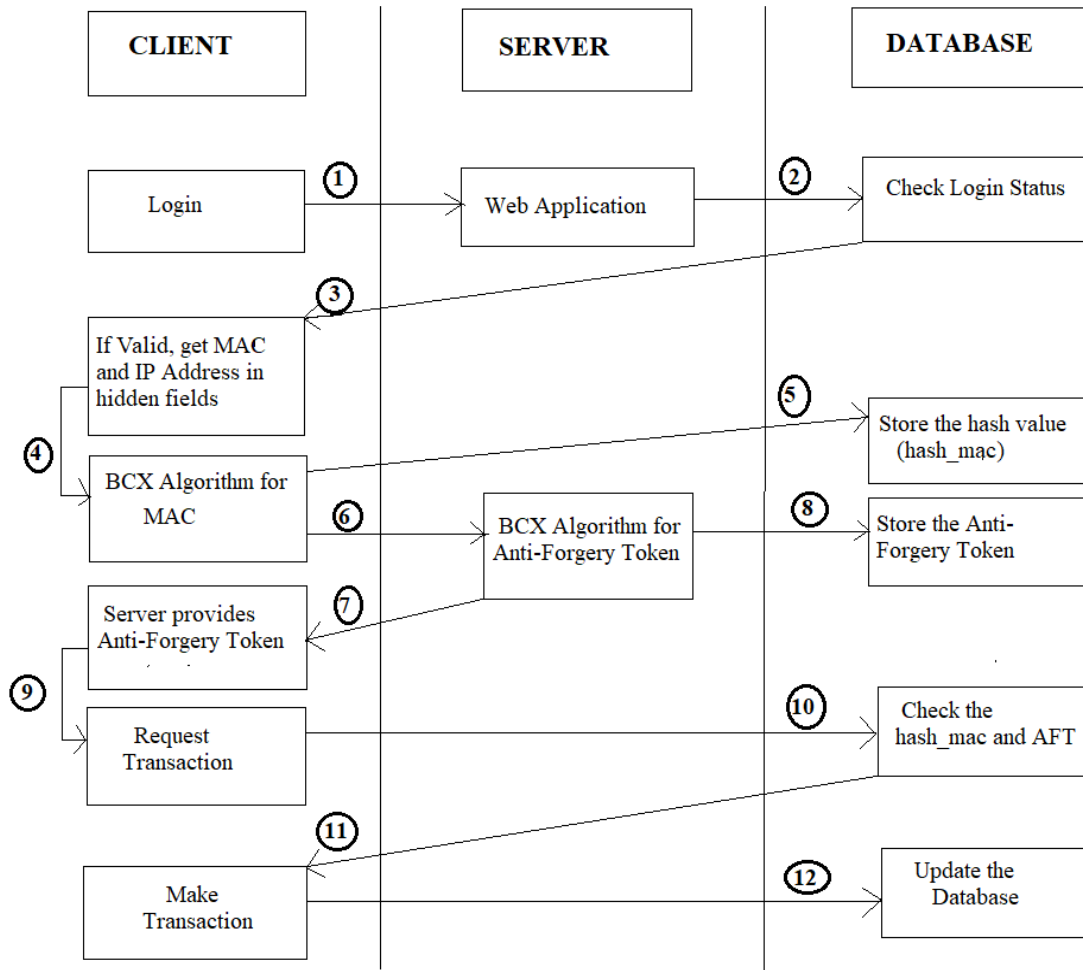 CLIENT
SERVER
DATABASE
1
2
Login
Web Application
Check Login Status
3
If Valid, get MAC
and IP Address in
hidden fields
4
5
BCX Algorithm for
MAC
Store the hash value
(hash_mac)
6
BCX Algorithm for
Anti-Forgery Token
8
Store the Anti-
Forgery Token
7
Server provides
Anti-Forgery Token
9
Request
Transaction
10
Check the
hash_mac and AFT
11
Make
Transaction
12
Update the
Database